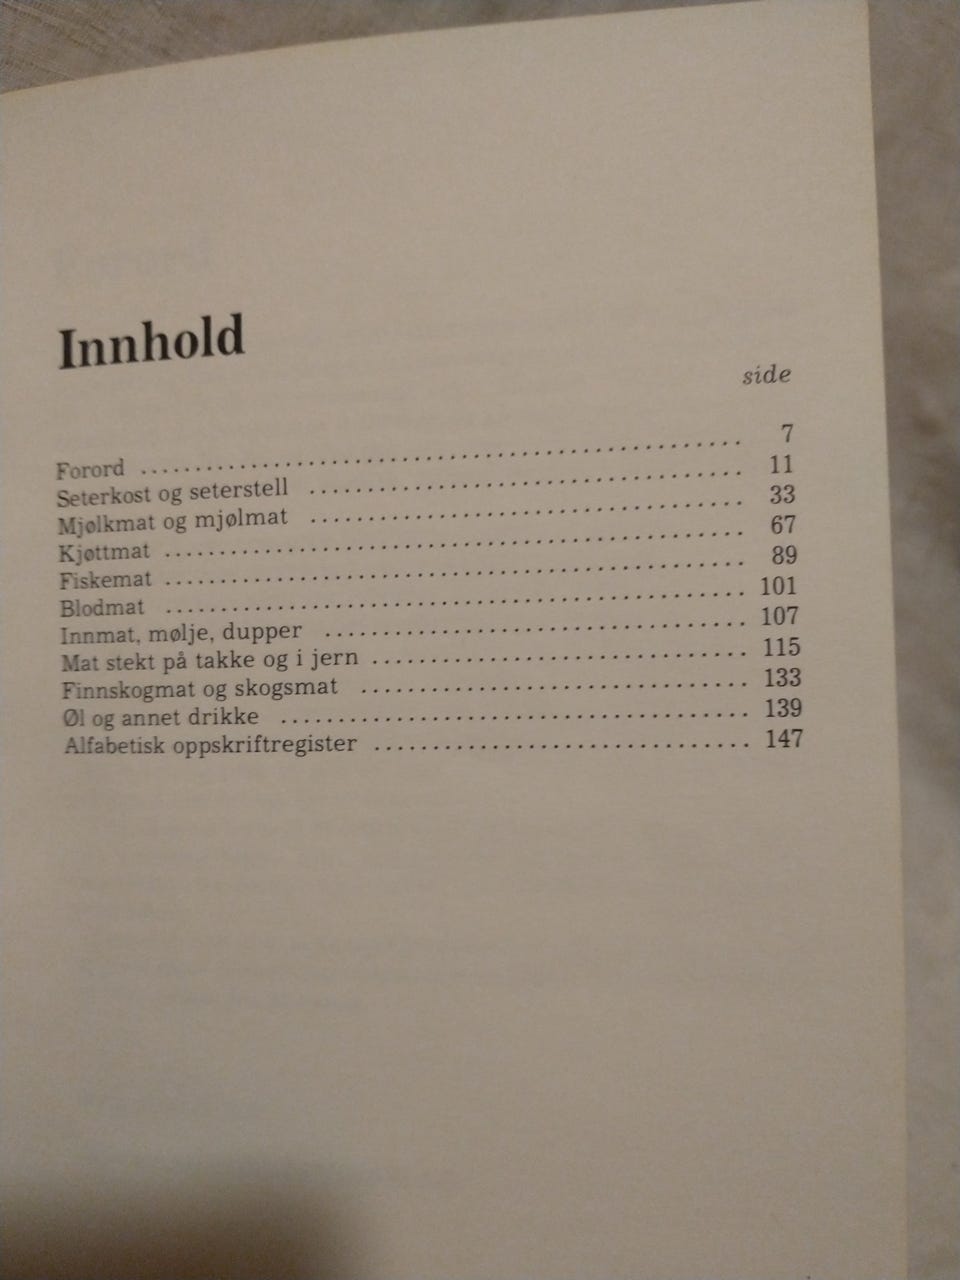 Innhold
side
Forord ........................................ 7
Seterkost og seterstell ........................................ 11
Mjølkmat og mjølmat ........................................ 33
Kjøttmat ........................................ 67
Fiskemat ........................................ 89
Blodmat ........................................ 101
Innmat, mølje, dupper ........................................ 107
Mat stekt på takke og i jern ........................................ 115
Finnskogmat og skogsmat ........................................ 133
Øl og annet drikke ........................................ 139
Alfabetisk oppskriftregister ........................................ 147